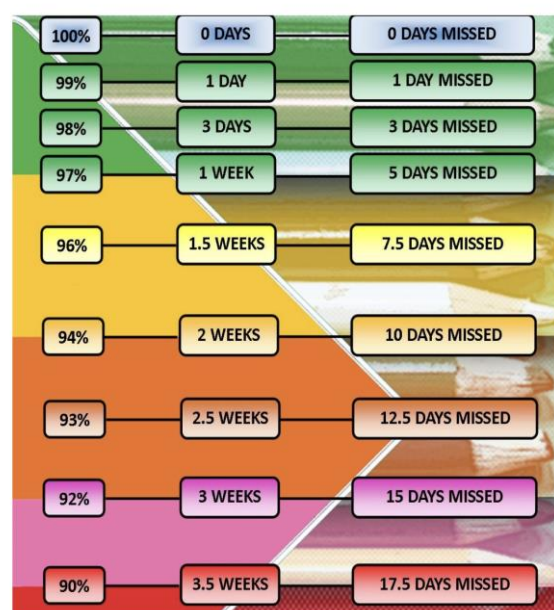 100% 0 DAYS 0 DAYS MISSED
99% 1 DAY 1 DAY MISSED
98% 3 DAYS 3 DAYS MISSED
97% 1 WEEK 5 DAYS MISSED
96% 1.5 WEEKS 7.5 DAYS MISSED
94% 2 WEEKS 10 DAYS MISSED
93% 2.5 WEEKS 12.5 DAYS MISSED
92% 3 WEEKS 15 DAYS MISSED
90% 3.5 WEEKS 17.5 DAYS MISSED